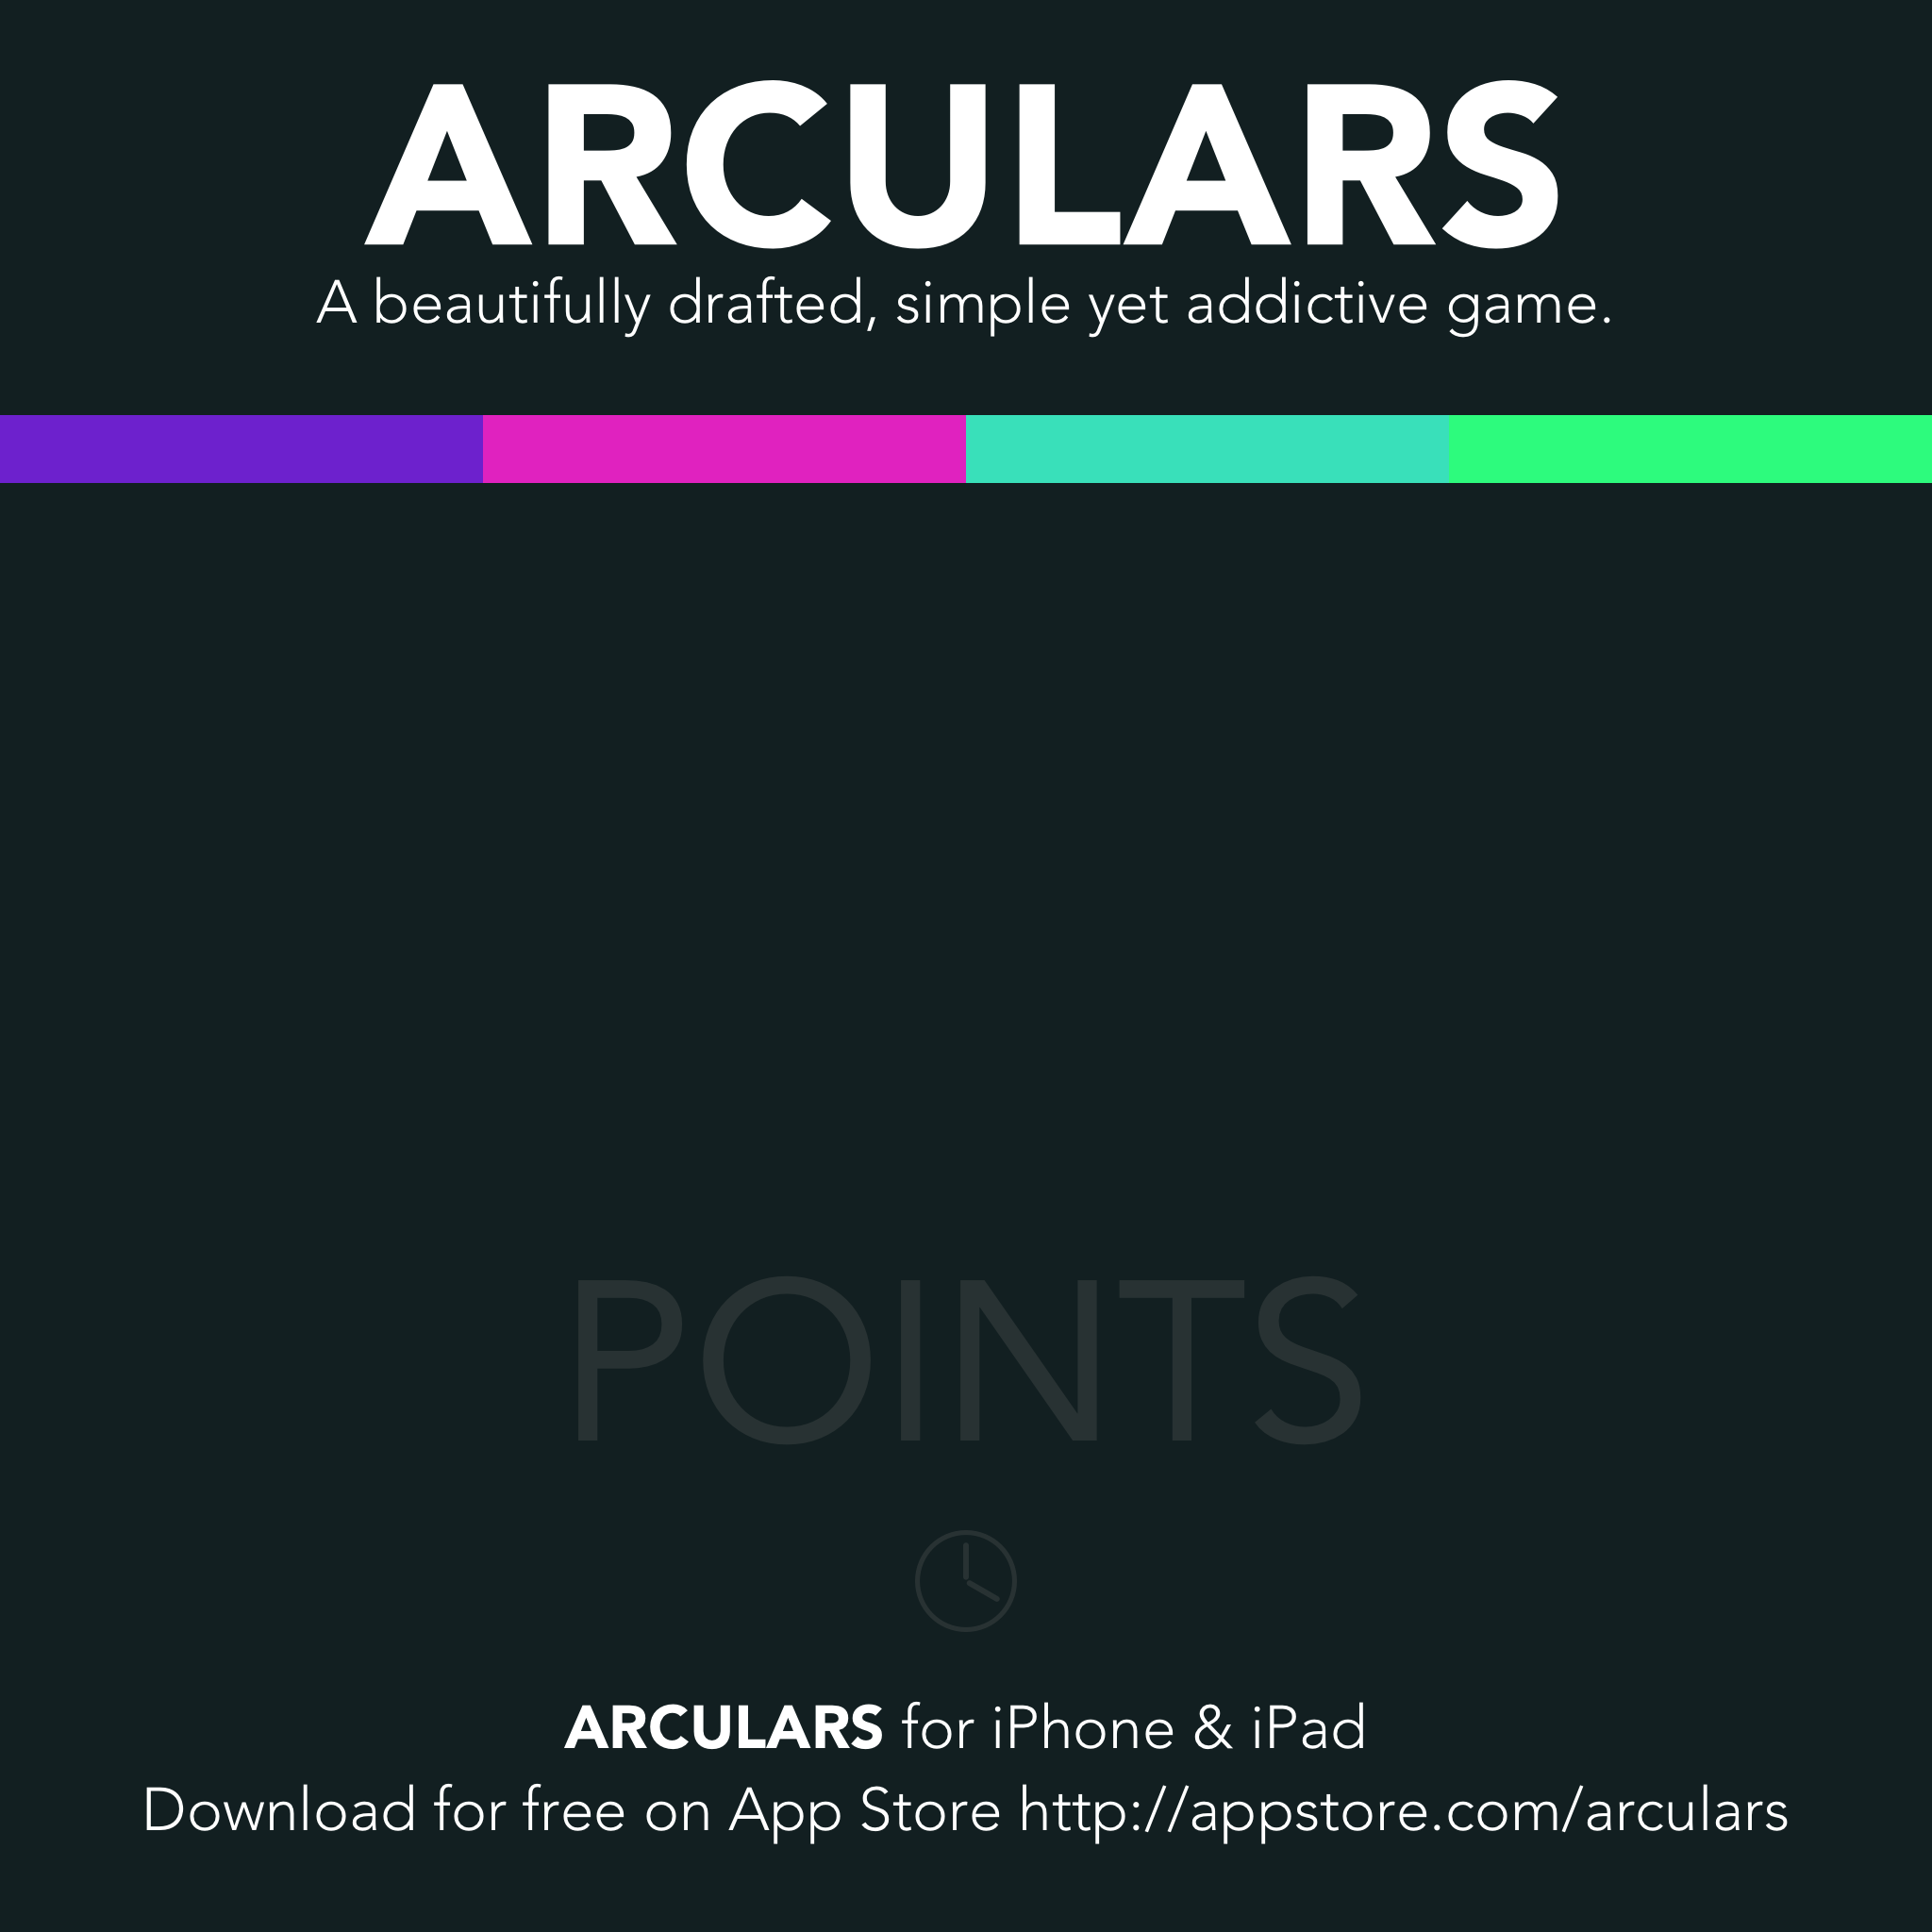 ARCULARS
A beautifully drafted, simple yet addictive game.
POINTS
ARCULARS for iPhone & iPad
Download for free on App Store http://appstore.com/arculars